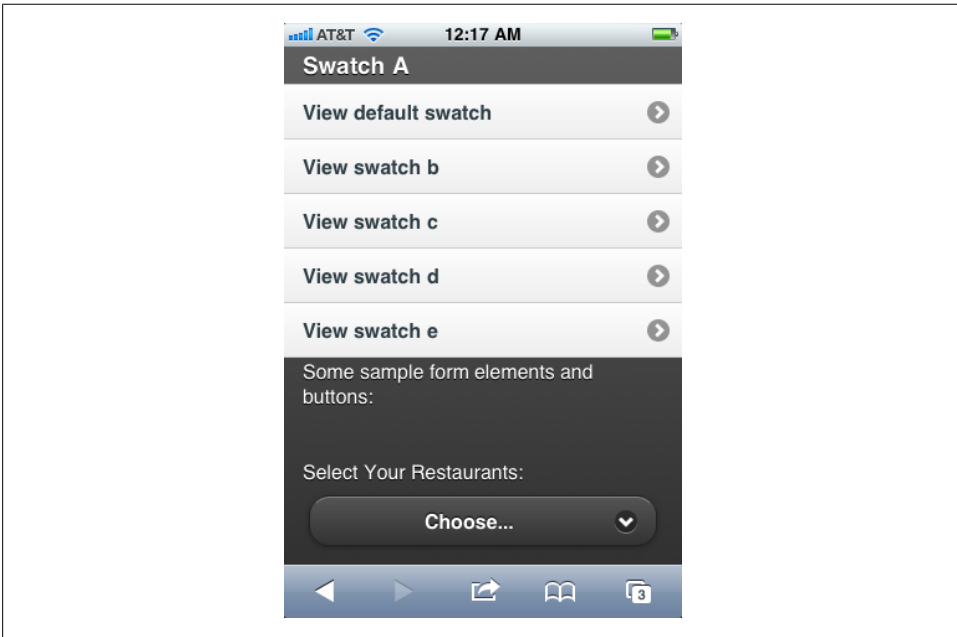 AT&T 12:17 AM
Swatch A
View default swatch
View swatch b
View swatch c
View swatch d
View swatch e
Some sample form elements and
buttons:
Select Your Restaurants:
Choose...
3